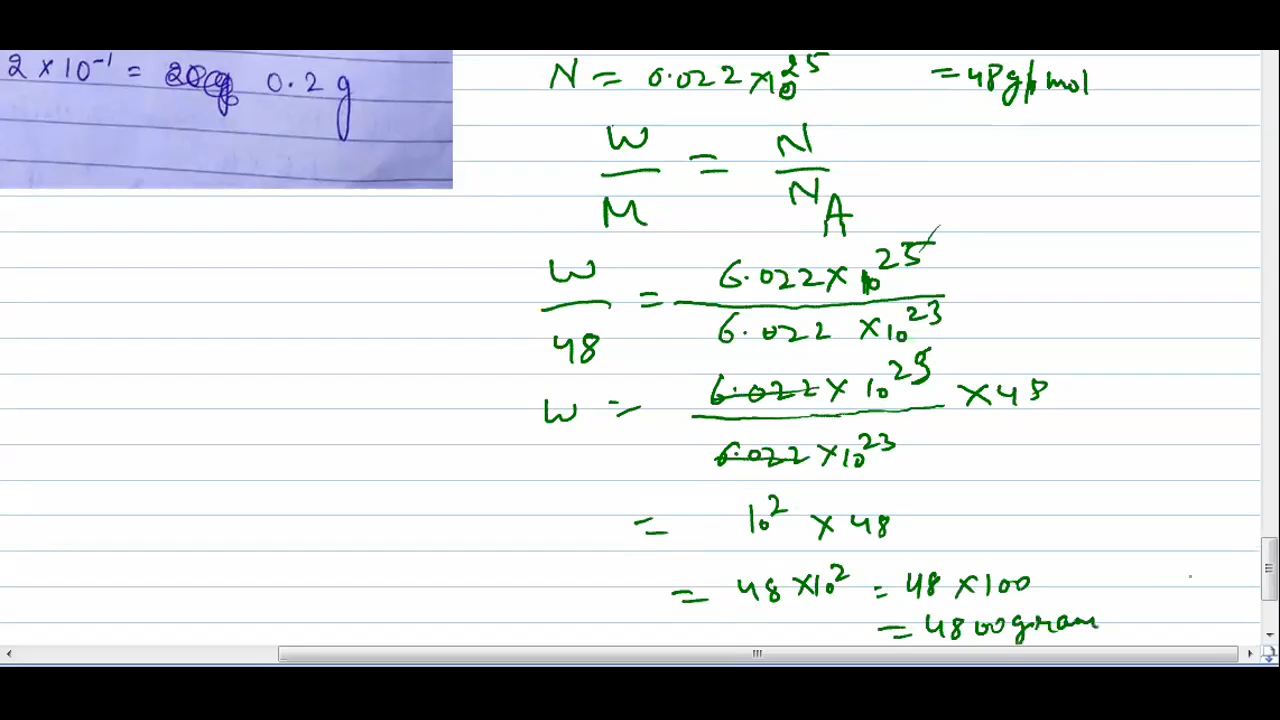 2 × 10⁻¹ = 0.2 g
N = 6.022 × 10²⁵ = 48 g/mol
W/M = N/N_A
W/48 = 6.022 × 10²⁵ / 6.022 × 10²³
W = 6.022 × 10²⁵ / 6.022 × 10²³ × 48
= 10² × 48
= 48 × 10² = 48 × 100
= 4800 gram